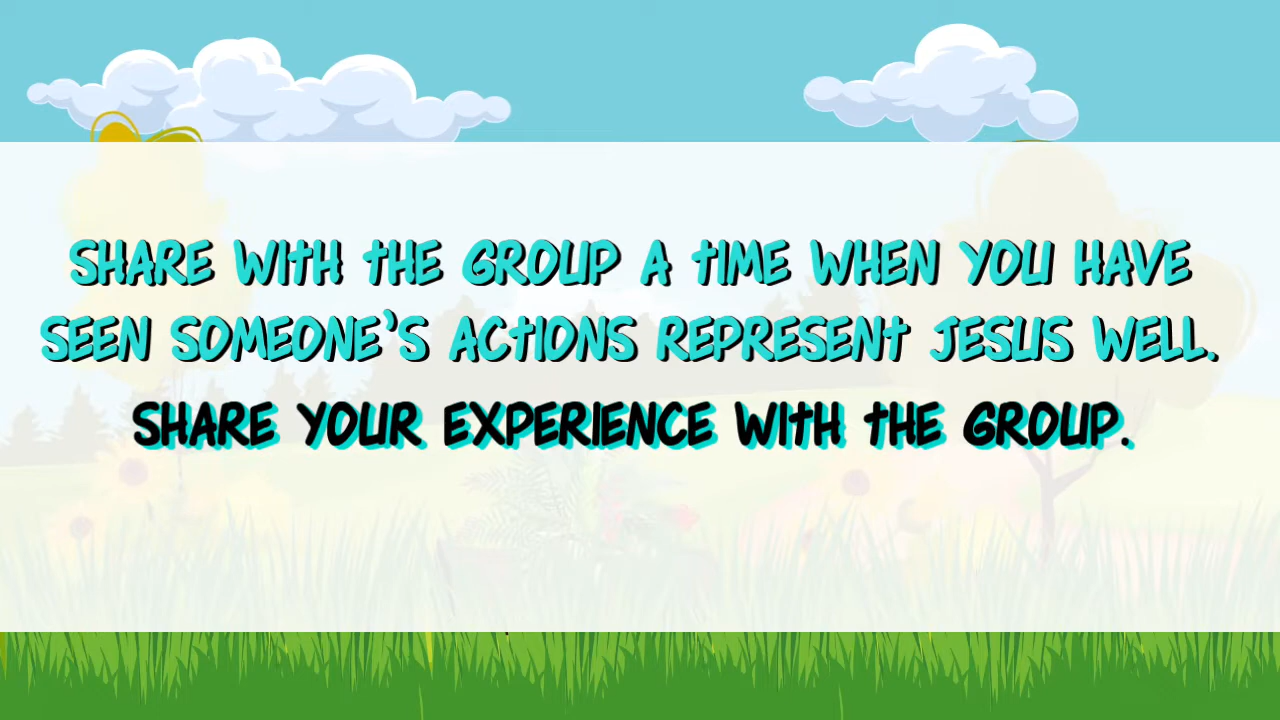 SHARE WITH THE GROUP A TIME WHEN YOU HAVE
SEEN SOMEONE'S ACTIONS REPRESENT JESUS WELL.
SHARE YOUR EXPERIENCE WITH THE GROUP.